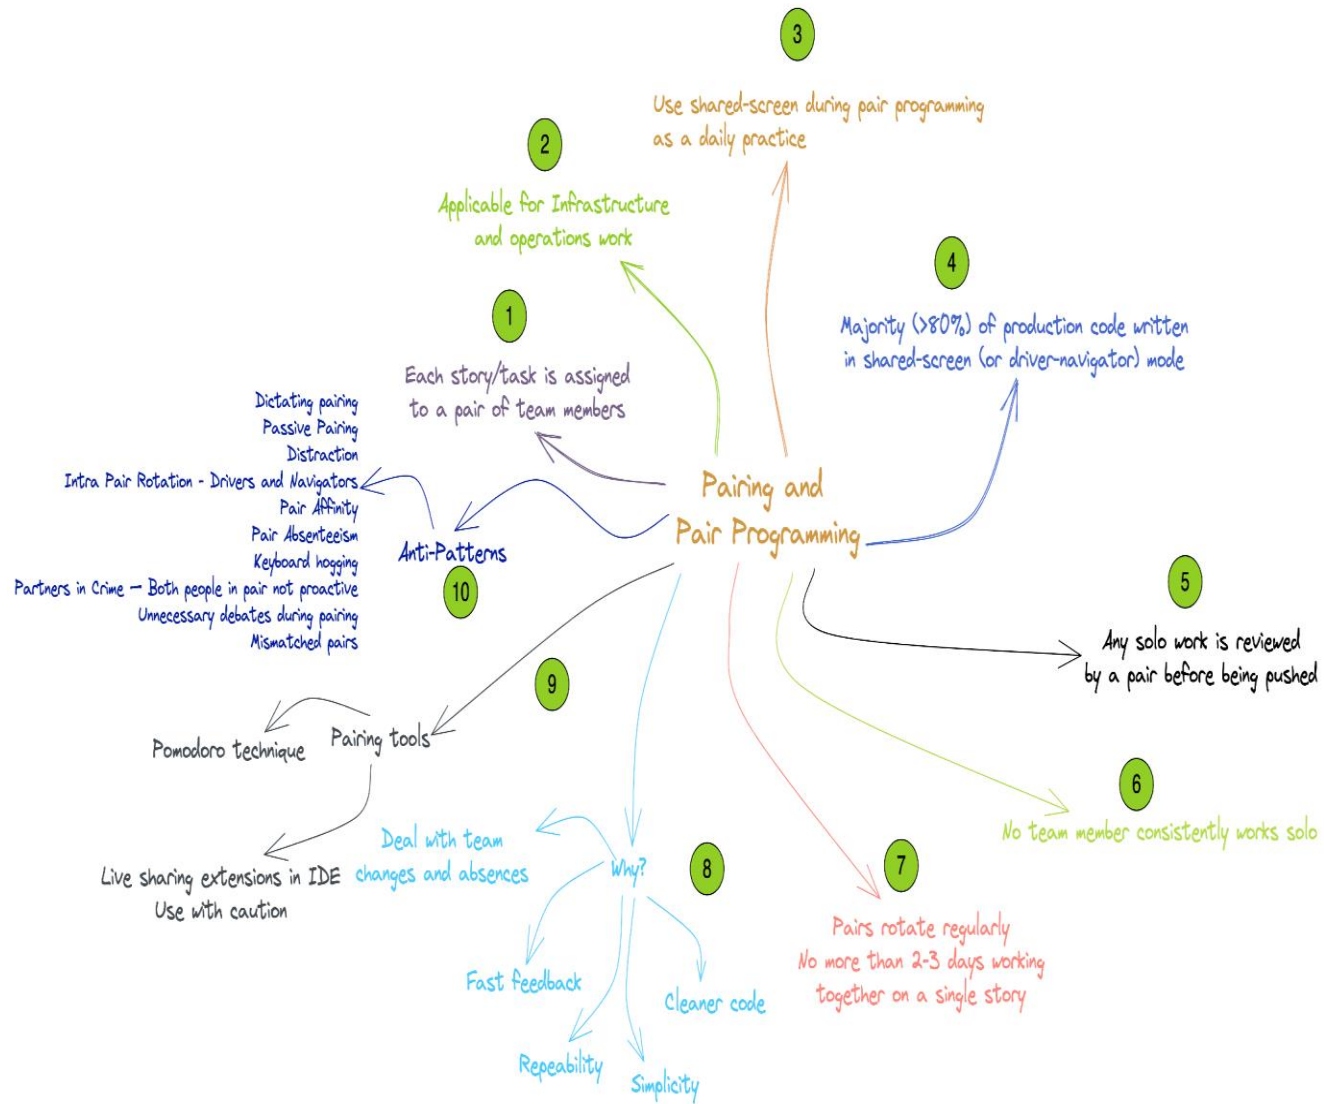 3
Use shared-screen during pair programming
as a daily practice
2
Applicable for Infrastructure
and operations work
4
Majority (>80%) of production code written
in shared-screen (or driver-navigator) mode
1
Each story/task is assigned
to a pair of team members
Pairing and
Pair Programming
Dictating pairing
Passive Pairing
Distraction
Intra Pair Rotation - Drivers and Navigators
Pair Affinity
Pair Absenteeism
Keyboard hogging
Partners in Crime — Both people in pair not proactive
Unnecessary debates during pairing
Mismatched pairs
Anti-Patterns
10
5
Any solo work is reviewed
by a pair before being pushed
9
Pairing tools
Pomodoro technique
Live sharing extensions in IDE
Use with caution
6
No team member consistently works solo
7
Pairs rotate regularly
No more than 2-3 days working
together on a single story
8
Why?
Deal with team
changes and absences
Fast feedback
Repeability
Simplicity
Cleaner code